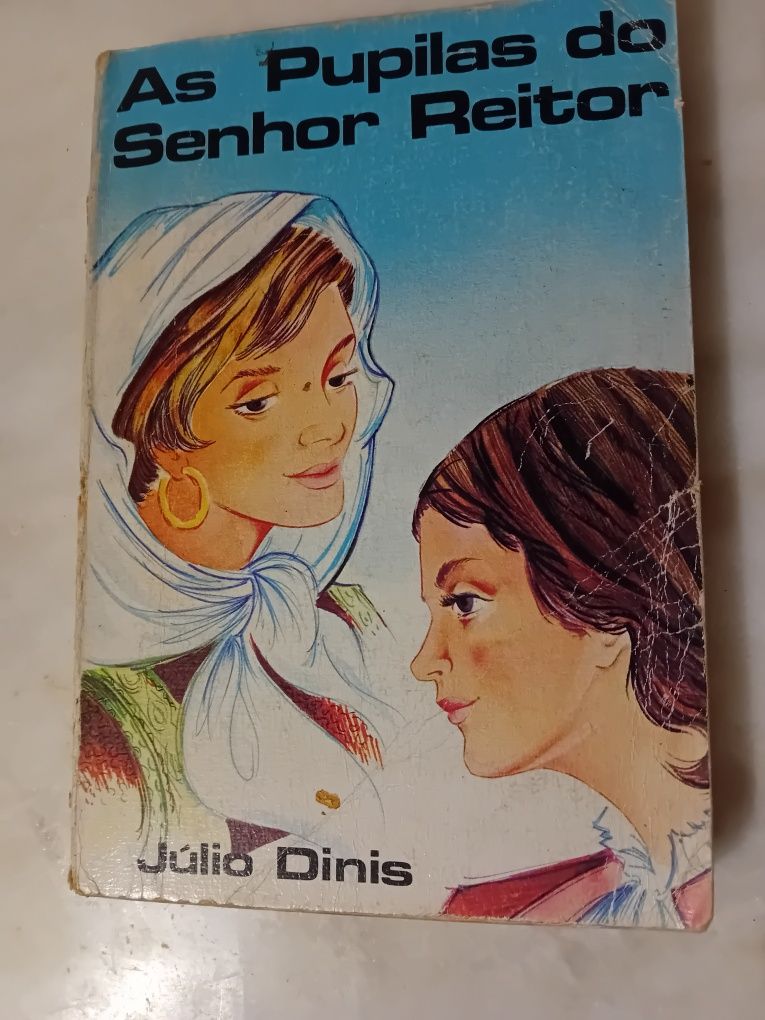 As Pupilas do
Senhor Reitor
Júlio Dinis